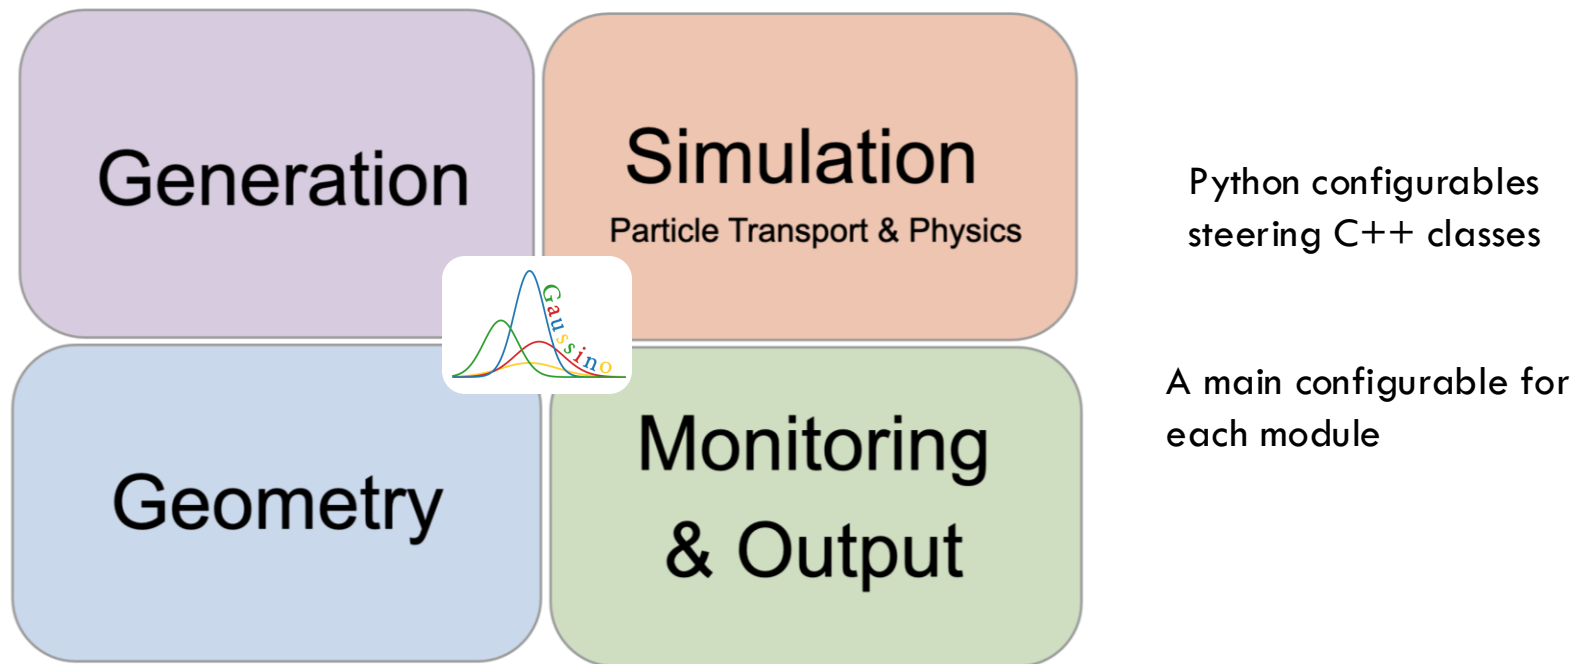 Generation
Simulation
Particle Transport & Physics
Gaussino
Geometry
Monitoring
& Output
Python configurables
steering C++ classes
A main configurable for
each module